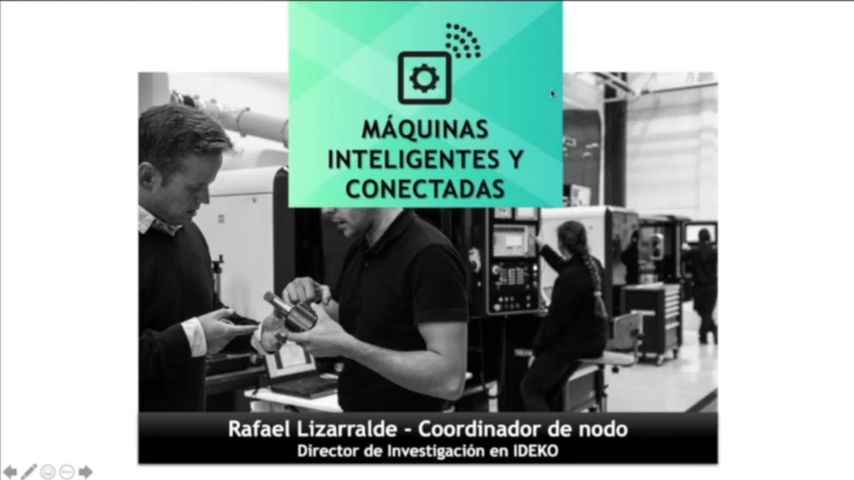 MÁQUINAS
INTELIGENTES Y
CONECTADAS
Rafael Lizarralde - Coordinador de nodo
Director de Investigación en IDEKO